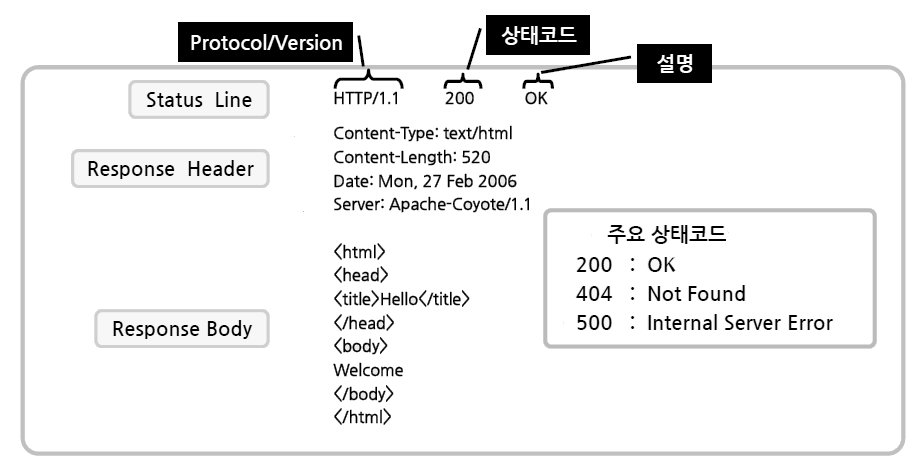 Protocol/Version
상태코드
설명
Status Line
HTTP/1.1 200 OK
Response Header
Content-Type: text/html
Content-Length: 520
Date: Mon, 27 Feb 2006
Server: Apache-Coyote/1.1
Response Body
<html>
<head>
<title>Hello</title>
</head>
<body>
Welcome
</body>
</html>
주요 상태코드
200 : OK
404 : Not Found
500 : Internal Server Error